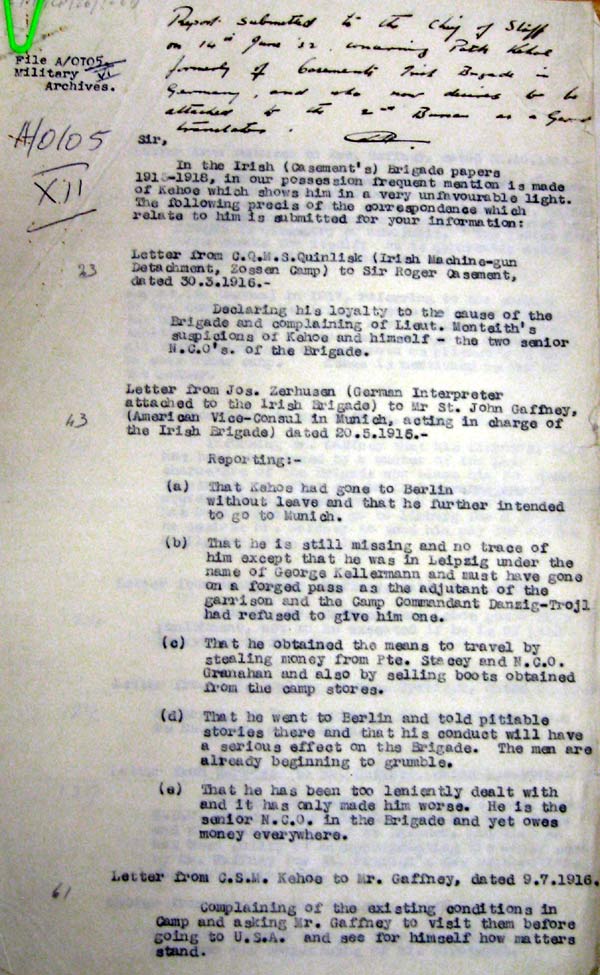 Report submitted to the Chief of Staff
on 14th June '32, concerning Patk Kehoe
formerly of Casement's Irish Brigade in
Germany, and who now desires to be
attached to the 2nd Bureau as a German
translator.
File A/0705.
Military XI
Archives.
A/0105
XII
Sir,
In the Irish (Casement's) Brigade papers
1915-1918, in our possession frequent mention is made
of Kehoe which shows him in a very unfavourable light.
The following precis of the correspondence which
relate to him is submitted for your information:
23
Letter from C.Q.M.S.Quinlisk (Irish Machine-gun
Detachment, Zossen Camp) to Sir Roger Casement,
dated 30.3.1916.-
Declaring his loyalty to the cause of the
Brigade and complaining of Lieut. Monteith's
suspicions of Kehoe and himself - the two senior
N.C.O's. of the Brigade.
43
Letter from Jos. Zerhusen (German Interpreter
attached to the Irish Brigade) to Mr St. John Gaffney,
(American Vice-Consul in Munich, acting in charge of
the Irish Brigade) dated 20.5.1916.-
Reporting:-
(a) That Kehoe had gone to Berlin
without leave and that he further intended
to go to Munich.
(b) That he is still missing and no trace of
him except that he was in Leipzig under the
name of George Kellermann and must have gone
on a forged pass as the adjutant of the
garrison and the Camp Commandant Danzig-Trojl
had refused to give him one.
(c) That he obtained the means to travel by
stealing money from Pte. Stacey and N.C.O.
Granahan and also by selling boots obtained
from the camp stores.
(d) That he went to Berlin and told pitiable
stories there and that his conduct will have
a serious effect on the Brigade. The men are
already beginning to grumble.
(e) That he has been too leniently dealt with
and it has only made him worse. He is the
senior N.C.O. in the Brigade and yet owes
money everywhere.
61
Letter from C.S.M. Kehoe to Mr. Gaffney, dated 9.7.1916.
Complaining of the existing conditions in
Camp and asking Mr. Gaffney to visit them before
going to U.S.A. and see for himself how matters
stand.